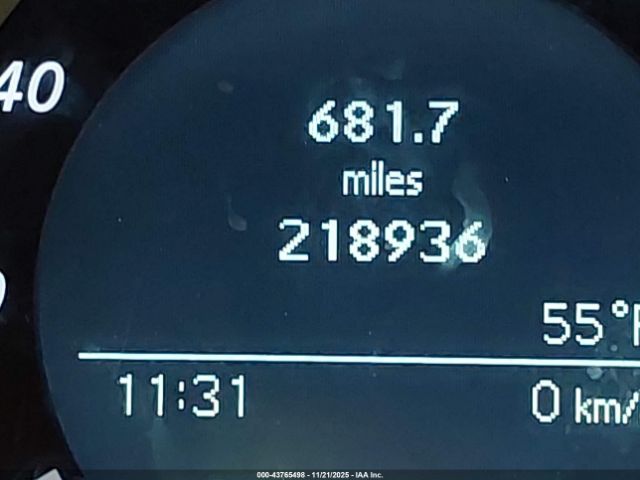 40
681.7
miles
218936
55°F
11:31
0 km/
000-43765498 - 11/21/2025 - IAA Inc.